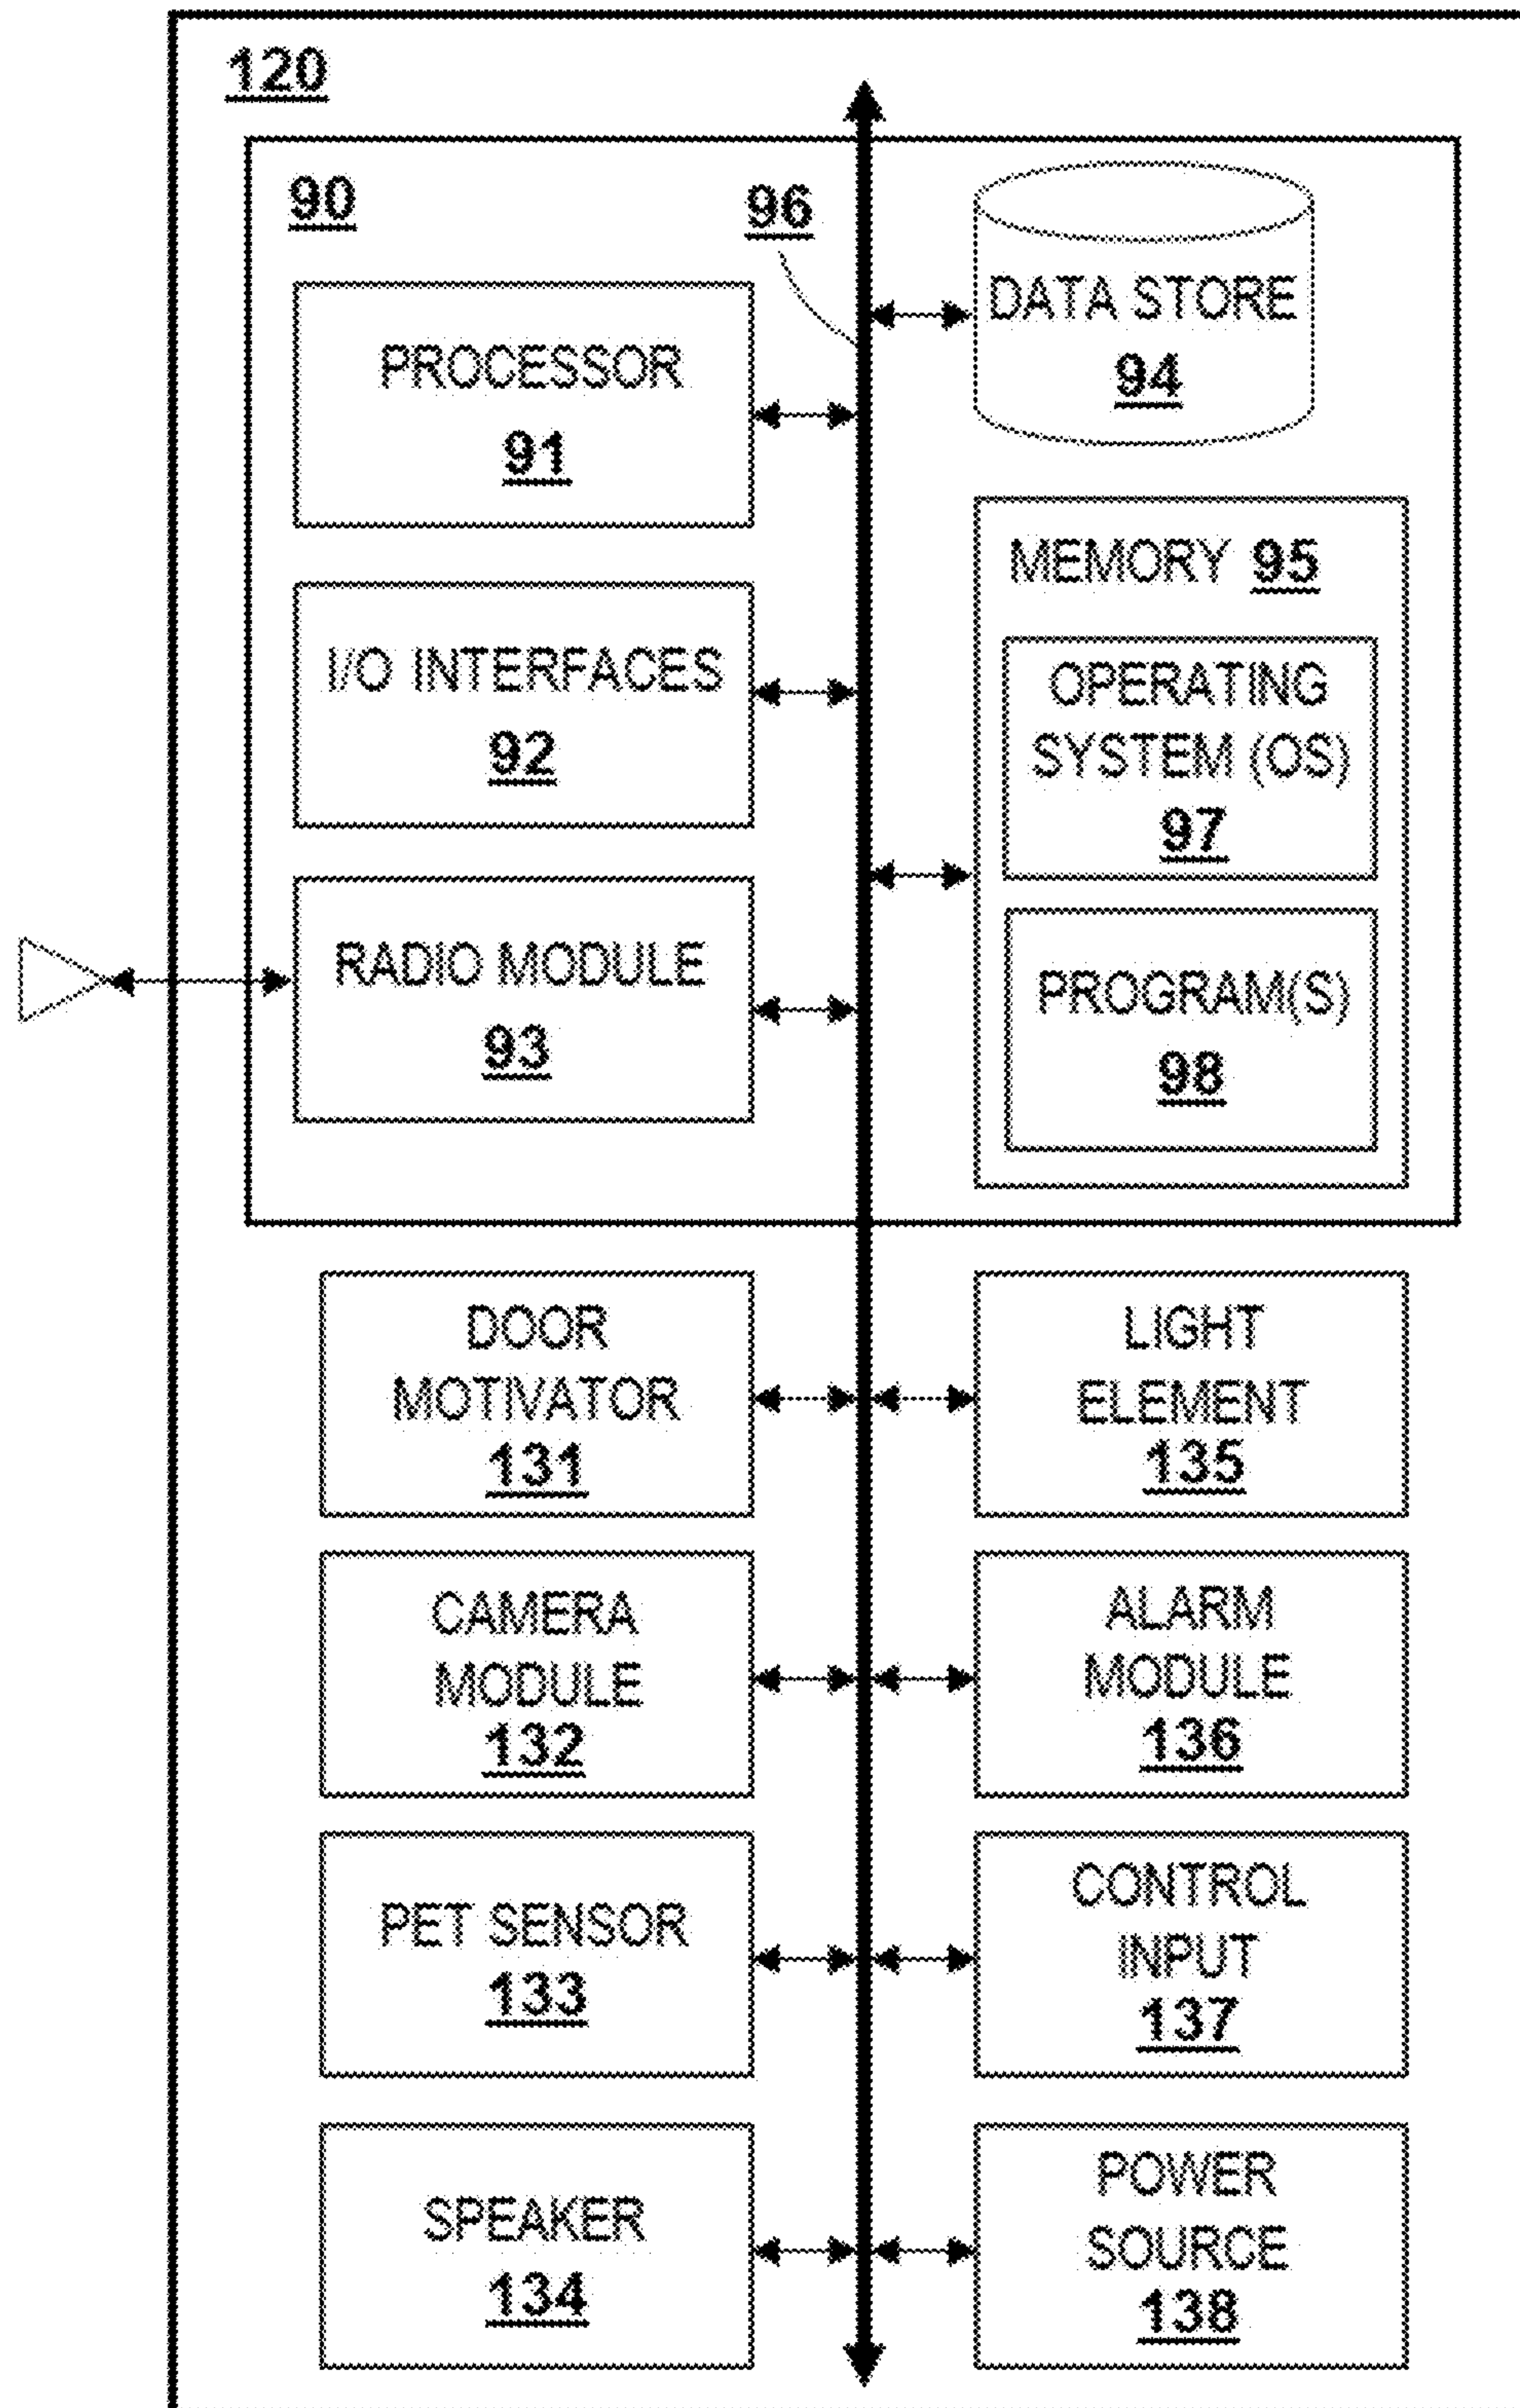 120
90
96
PROCESSOR
91
DATA STORE
94
I/O INTERFACES
92
MEMORY 95
OPERATING
SYSTEM (OS)
97
RADIO MODULE
93
PROGRAM(S)
98
DOOR
MOTIVATOR
131
LIGHT
ELEMENT
135
CAMERA
MODULE
132
ALARM
MODULE
136
PET SENSOR
133
CONTROL
INPUT
137
SPEAKER
134
POWER
SOURCE
138